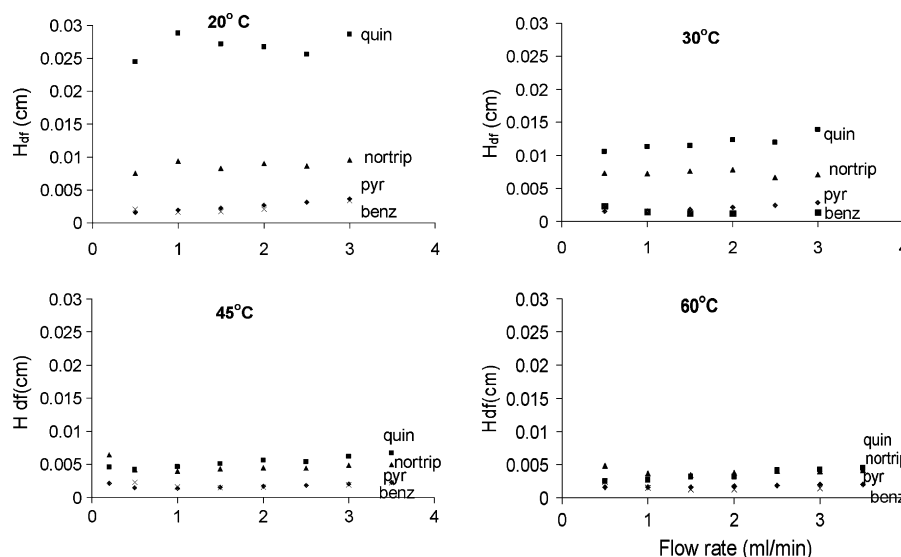 20° C
0.03
0.025
0.02
0.015
0.01
0.005
0
Hdf (cm)
quin
nortrip
pyr
benz
0 1 2 3 4
30°C
0.03
0.025
0.02
0.015
0.01
0.005
0
Hdf (cm)
quin
nortrip
pyr
benz
0 1 2 3 4
45°C
0.03
0.025
0.02
0.015
0.01
0.005
0
H df(cm)
quin
nortrip
pyr
benz
0 1 2 3 4
60°C
0.03
0.025
0.02
0.015
0.01
0.005
0
Hdf(cm)
quin
nortrip
pyr
benz
0 1 2 3 4
Flow rate (ml/min)